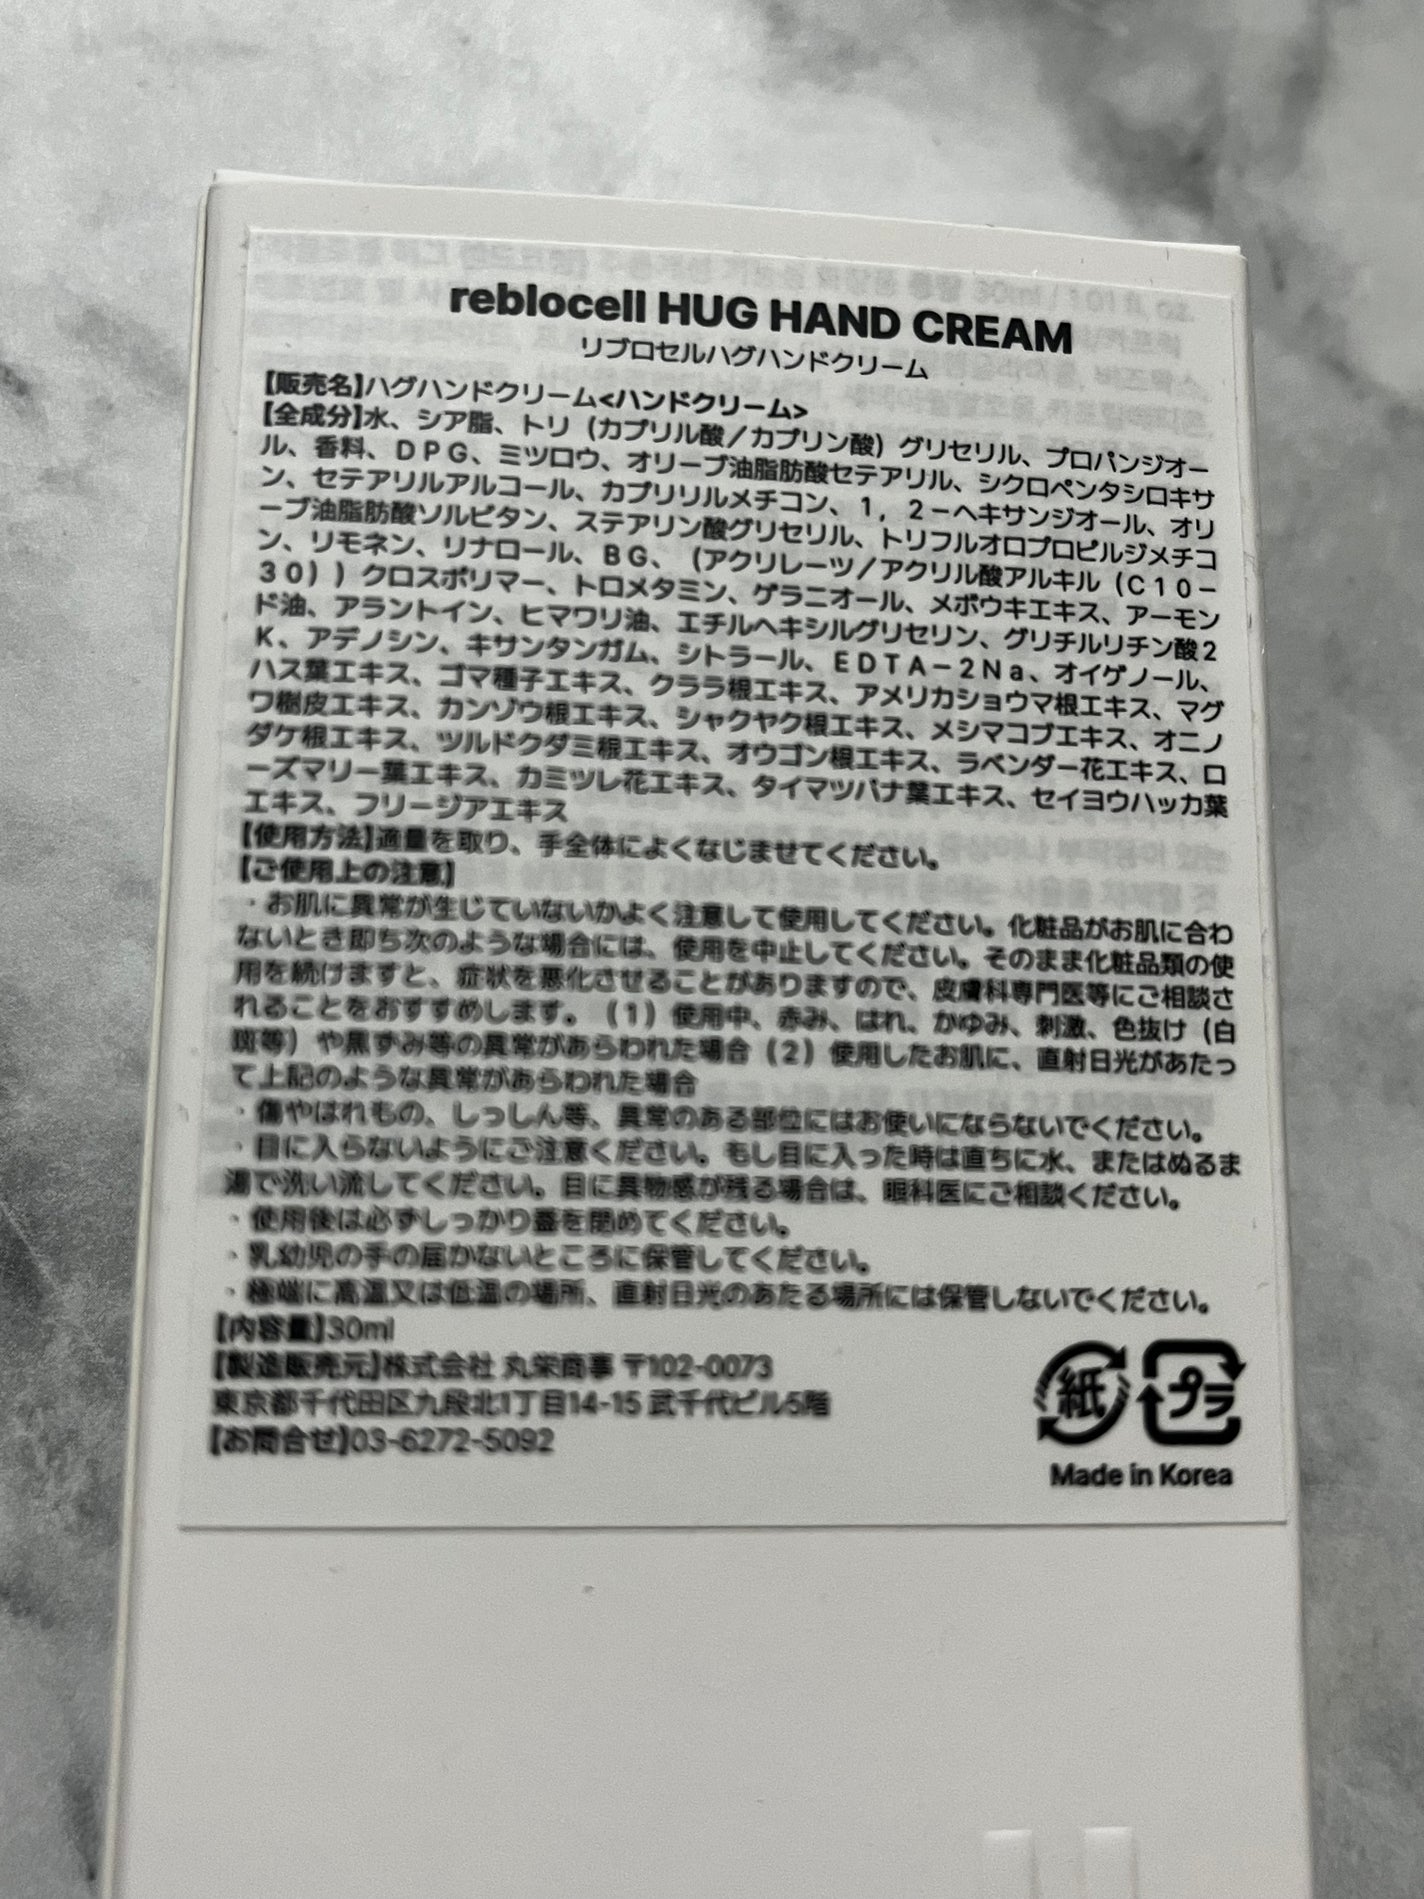 reblocell HUG HAND CREAM
リブロセルハグハンドクリーム
【販売名】ハグハンドクリーム<ハンドクリーム>
【全成分】水、シア脂、トリ（カプリル酸／カプリン酸）グリセリル、プロパンジオー
ル、香料、ＤＰＧ、ミツロウ、オリーブ油脂肪酸セテアリル、シクロペンタシロキサ
ン、セテアリルアルコール、カプリリルメチコン、１，２－ヘキサンジオール、オリ
ーブ油脂肪酸ソルビタン、ステアリン酸グリセリル、トリフルオロプロピルジメチコ
ン、リモネン、リナロール、ＢＧ、（アクリレーツ／アクリル酸アルキル（Ｃ１０－
３０））クロスポリマー、トロメタミン、ゲラニオール、メボウキエキス、アーモン
ド油、アラントイン、ヒマワリ油、エチルヘキシルグリセリン、グリチルリチン酸２
Ｋ、アデノシン、キサンタンガム、シトラール、ＥＤＴＡ－２Ｎａ、オイゲノール、
ハス葉エキス、ゴマ種子エキス、クララ根エキス、アメリカショウマ根エキス、マグ
ワ樹皮エキス、カンゾウ根エキス、シャクヤク根エキス、メシマコブエキス、オニノ
ダケ根エキス、ツルドクダミ根エキス、オウゴン根エキス、ラベンダー花エキス、ロ
ーズマリー葉エキス、カミツレ花エキス、タイマツバナ葉エキス、セイヨウハッカ葉
エキス、フリージアエキス
【使用方法】適量を取り、手全体によくなじませてください。
【ご使用上の注意】
・お肌に異常が生じていないかよく注意して使用してください。化粧品がお肌に合わ
ないとき即ち次のような場合には、使用を中止してください。そのまま化粧品類の使
用を続けますと、症状を悪化させることがありますので、皮膚科専門医等にご相談さ
れることをおすすめします。（1）使用中、赤み、はれ、かゆみ、刺激、色抜け（白
斑等）や黒ずみ等の異常があらわれた場合（2）使用したお肌に、直射日光があたっ
て上記のような異常があらわれた場合
・傷やはれもの、しっしん等、異常のある部位にはお使いにならないでください。
・目に入らないようにご注意ください。もし目に入った時は直ちに水、またはぬるま
湯で洗い流してください。目に異物感が残る場合は、眼科医にご相談ください。
・使用後は必ずしっかり蓋を閉めてください。
・乳幼児の手の届かないところに保管してください。
・極端に高温又は低温の場所、直射日光のあたる場所には保管しないでください。
【内容量】30ml
【製造販売元】株式会社 丸栄商事 〒102-0073
東京都千代田区九段北1丁目14-15 武千代ビル5階
【お問合せ】03-6272-5092
紙 プラ
Made in Korea